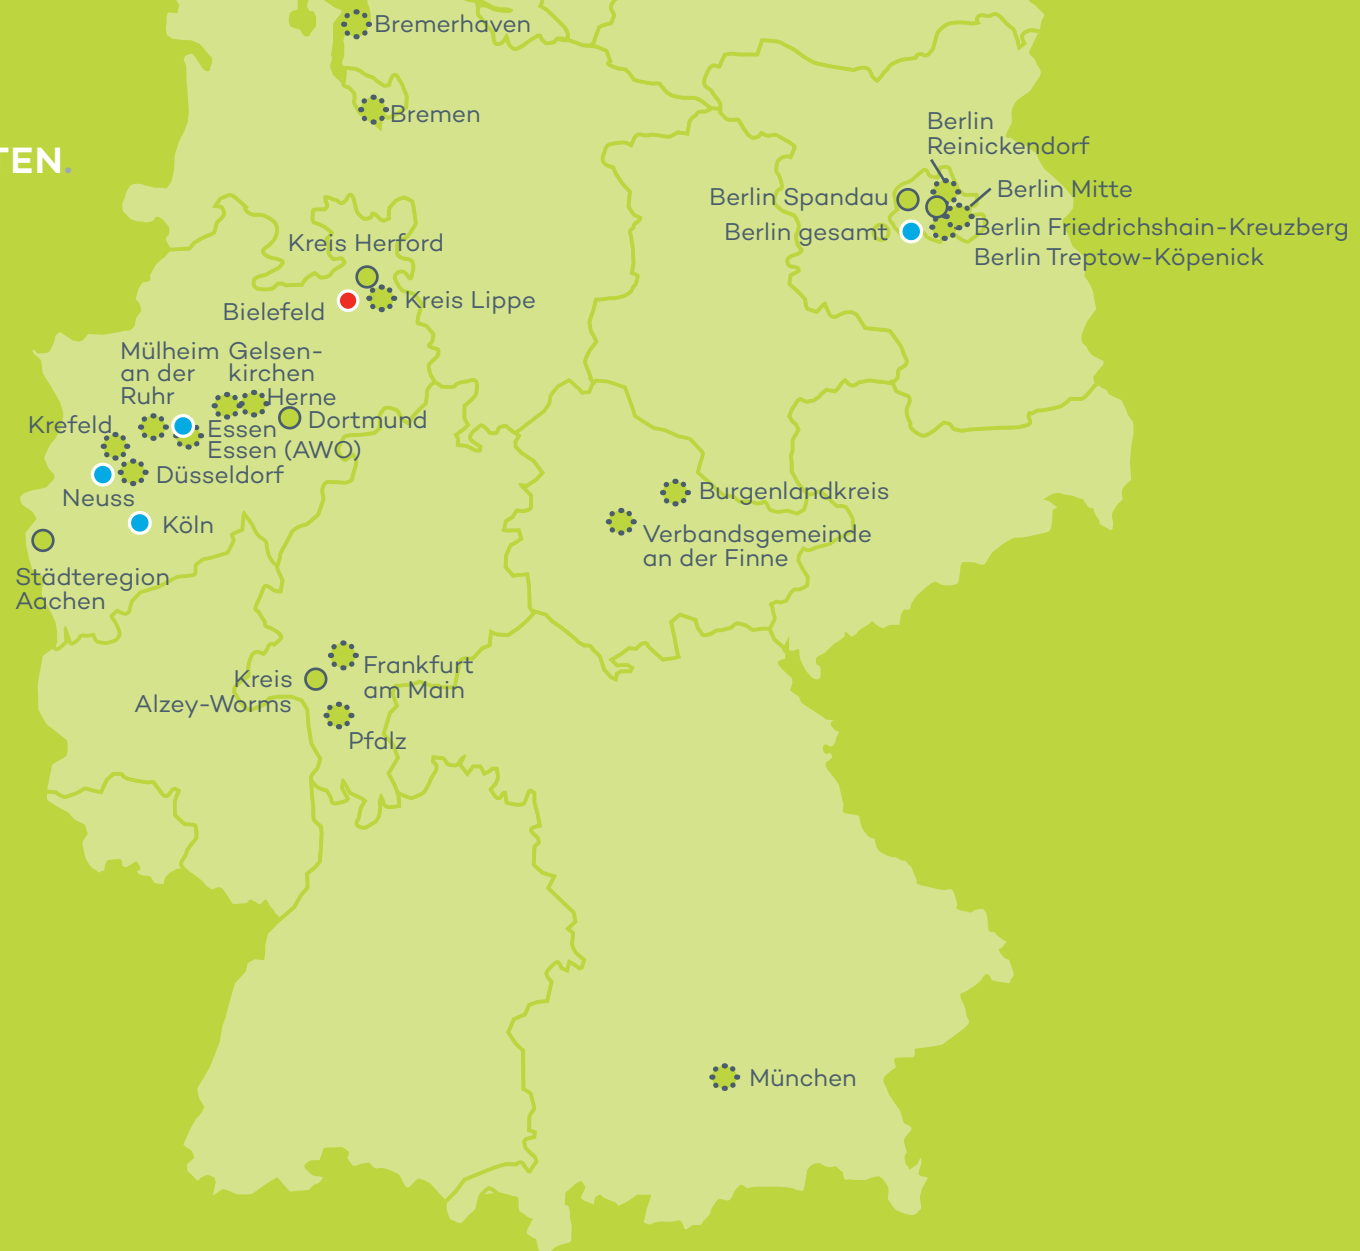 Bremerhaven
Bremen
TEN.
Berlin
Reinickendorf
Berlin Spandau
Berlin Mitte
Berlin gesamt
Berlin Friedrichshain-Kreuzberg
Berlin Treptow-Köpenick
Kreis Herford
Bielefeld
Kreis Lippe
Mülheim
an der
Ruhr
Gelsen-
kirchen
Herne
Dortmund
Krefeld
Essen
Essen (AWO)
Düsseldorf
Neuss
Köln
Städteregion
Aachen
Burgenlandkreis
Verbandsgemeinde
an der Finne
Frankfurt
am Main
Kreis
Alzey-Worms
Pfalz
München